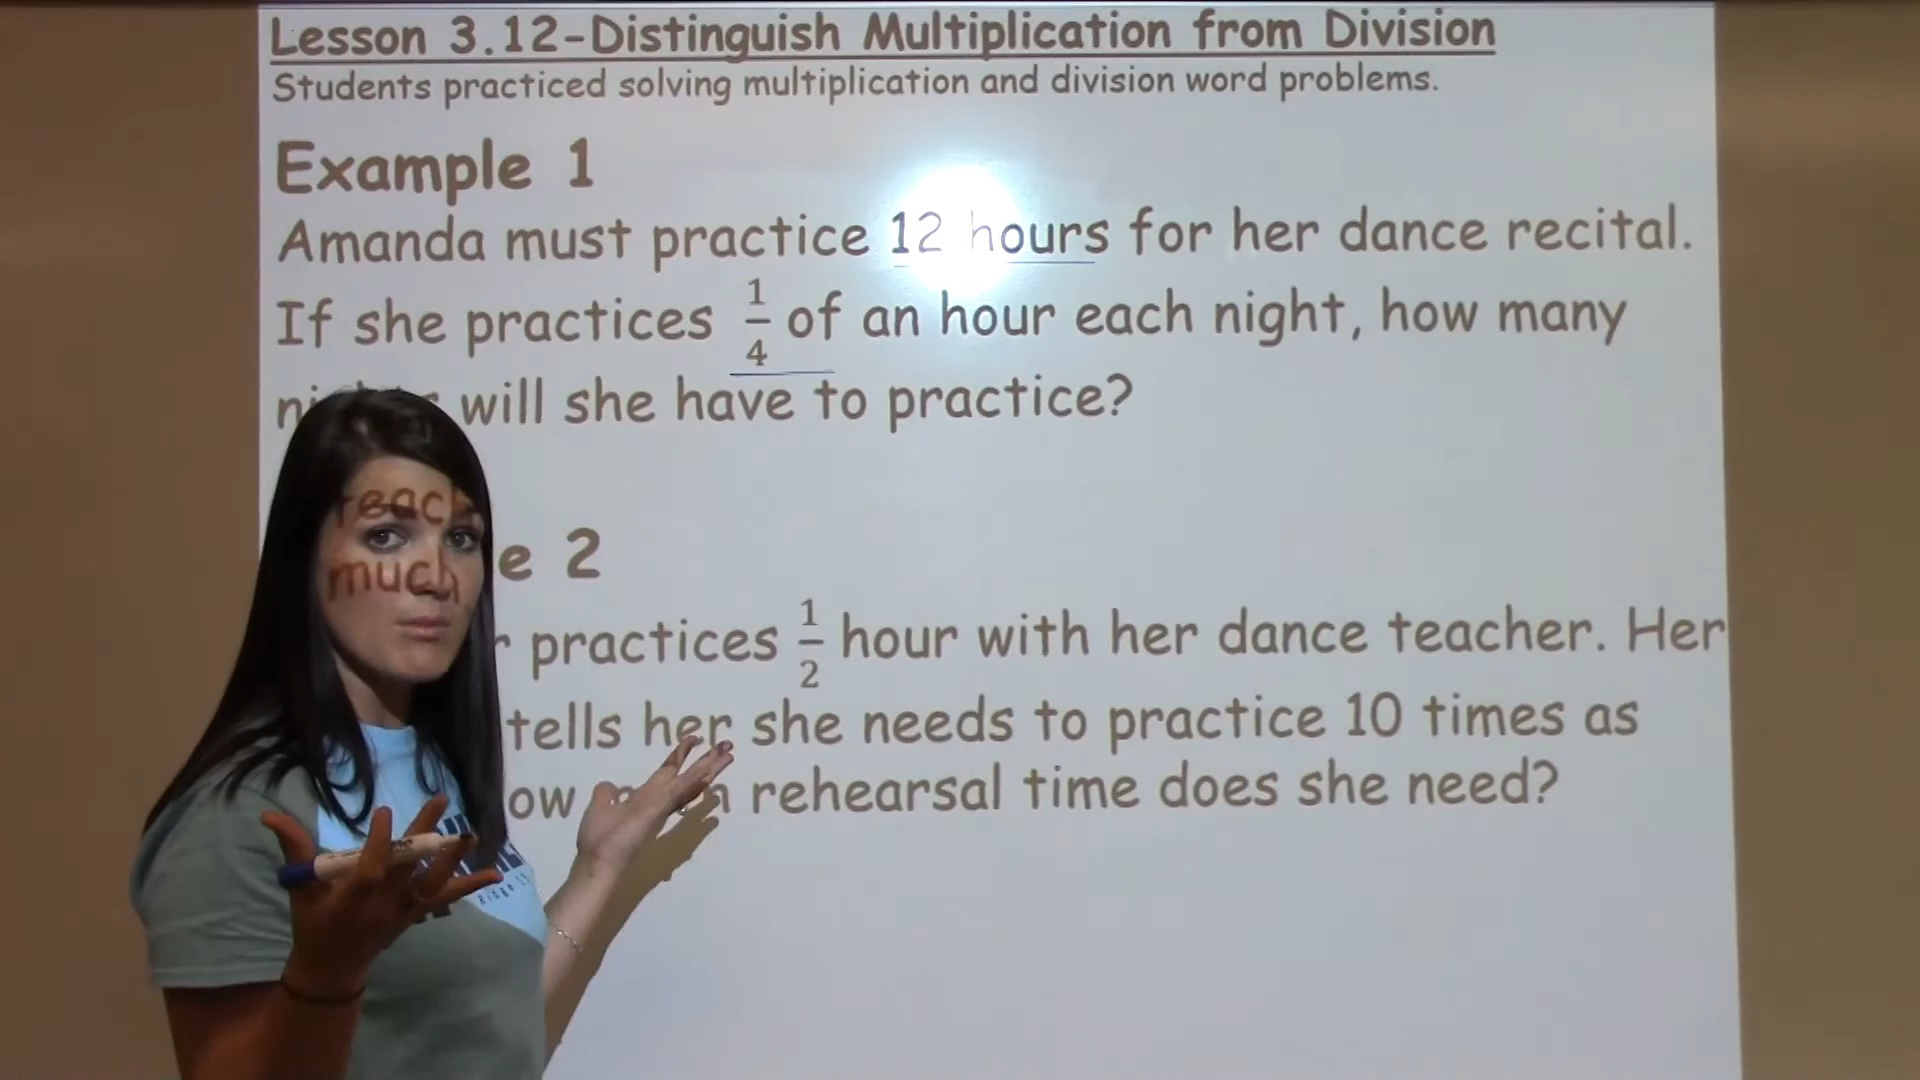 Lesson 3.12-Distinguish Multiplication from Division
Students practiced solving multiplication and division word problems.
Example 1
Amanda must practice 12 hours for her dance recital.
If she practices 1/4 of an hour each night, how many
will she have to practice?
e 2
practices 1/2 hour with her dance teacher. Her
teach
tells her she needs to practice 10 times as
much
ow rehearsal time does she need?